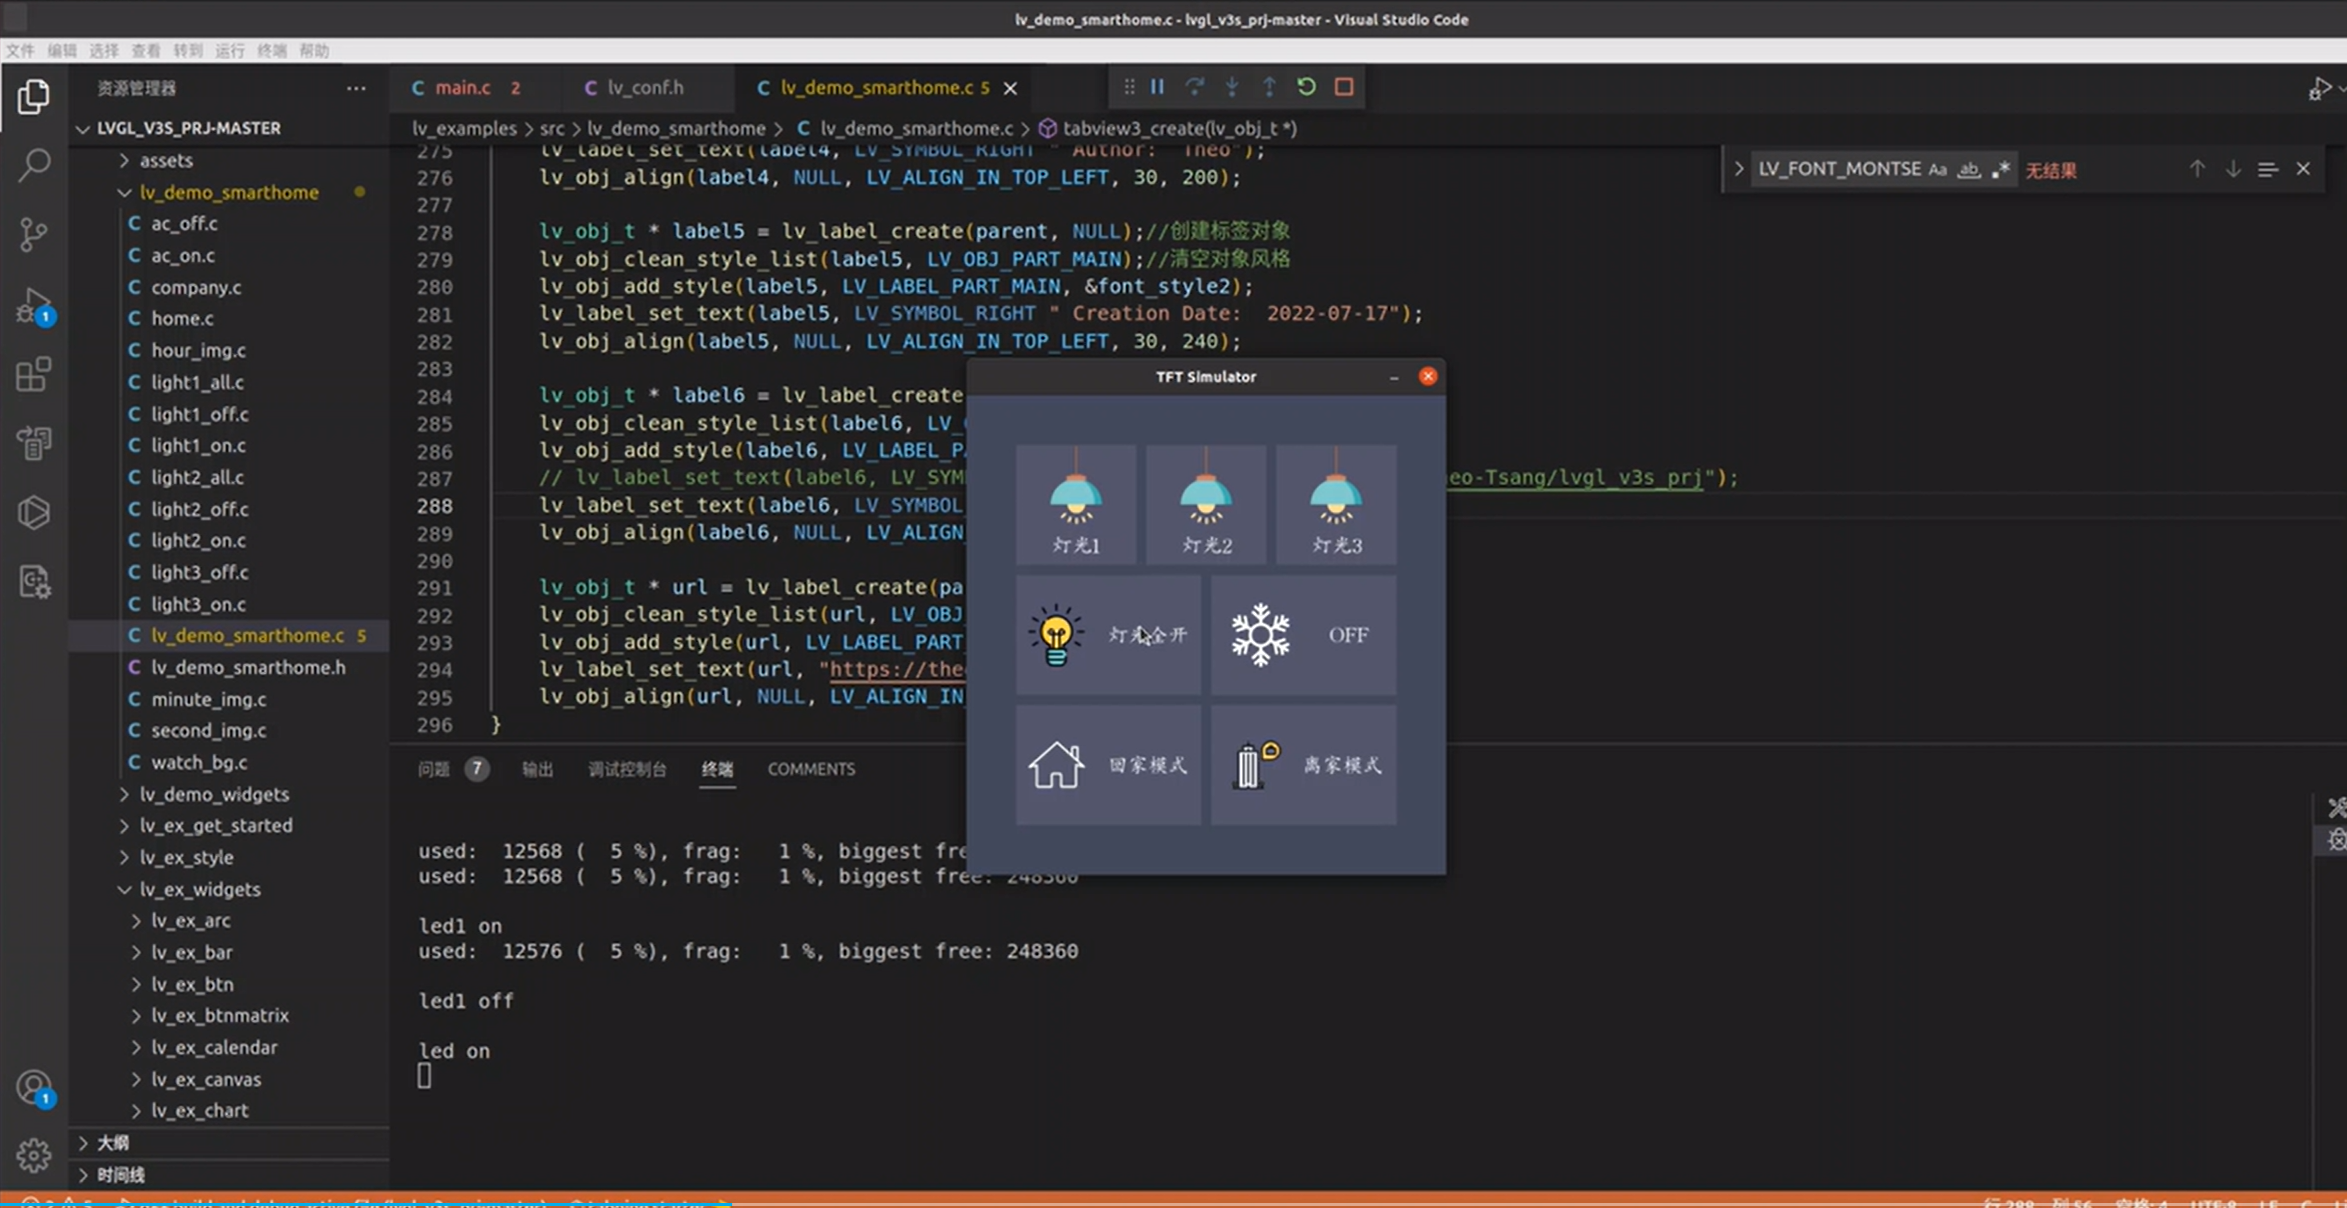 lv_demo_smarthome.c - lvgl_v3s_prj-master - Visual Studio Code
文件 编辑 选择 查看 转到 运行 终端 帮助
资源管理器 ···
LVGL_V3S_PRJ-MASTER
assets
lv_demo_smarthome
C ac_off.c
C ac_on.c
C company.c
C home.c
C hour_img.c
C light1_all.c
C light1_off.c
C light1_on.c
C light2_all.c
C light2_off.c
C light2_on.c
C light3_off.c
C light3_on.c
C lv_demo_smarthome.c 5
C lv_demo_smarthome.h
C minute_img.c
C second_img.c
C watch_bg.c
lv_demo_widgets
lv_ex_get_started
lv_ex_style
lv_ex_widgets
lv_ex_arc
lv_ex_bar
lv_ex_btn
lv_ex_btnmatrix
lv_ex_calendar
lv_ex_canvas
lv_ex_chart
大纲
时间线
1
1
C main.c 2
C lv_conf.h
C lv_demo_smarthome.c 5
lv_examples > src > lv_demo_smarthome > C lv_demo_smarthome.c > tabview3_create(lv_obj_t *)
LV_FONT_MONTSE Aa ab .* 无结果
275 lv_label_set_text(label4, LV_SYMBOL_RIGHT " Author: Theo");
276 lv_obj_align(label4, NULL, LV_ALIGN_IN_TOP_LEFT, 30, 200);
277
278 lv_obj_t * label5 = lv_label_create(parent, NULL);//创建标签对象
279 lv_obj_clean_style_list(label5, LV_OBJ_PART_MAIN);//清空对象风格
280 lv_obj_add_style(label5, LV_LABEL_PART_MAIN, &font_style2);
281 lv_label_set_text(label5, LV_SYMBOL_RIGHT " Creation Date: 2022-07-17");
282 lv_obj_align(label5, NULL, LV_ALIGN_IN_TOP_LEFT, 30, 240);
283
284 lv_obj_t * label6 = lv_label_create
285 lv_obj_clean_style_list(label6, LV_
286 lv_obj_add_style(label6, LV_LABEL_P
287 // lv_label_set_text(label6, LV_SYM eo-Tsang/lvgl_v3s_prj");
288 lv_label_set_text(label6, LV_SYMBOL
289 lv_obj_align(label6, NULL, LV_ALIGN
290
291 lv_obj_t * url = lv_label_create(pa
292 lv_obj_clean_style_list(url, LV_OBJ
293 lv_obj_add_style(url, LV_LABEL_PART
294 lv_label_set_text(url, "https://the
295 lv_obj_align(url, NULL, LV_ALIGN_IN
296 }
TFT Simulator
灯光1 灯光2 灯光3
灯光全开 OFF
回家模式 离家模式
问题 7 输出 调试控制台 终端 COMMENTS
used: 12568 ( 5 %), frag: 1 %, biggest fre
used: 12568 ( 5 %), frag: 1 %, biggest free: 248360
led1 on
used: 12576 ( 5 %), frag: 1 %, biggest free: 248360
led1 off
led on